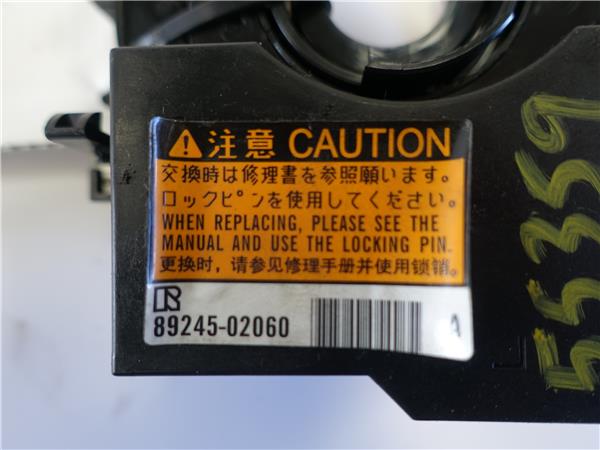 注意 CAUTION
交換時は修理書を参照願います。
ロックピンを使用してください。
WHEN REPLACING, PLEASE SEE THE
MANUAL AND USE THE LOCKING PIN.
更换时，请参见修理手册并使用锁销。
R
89245-02060
A
55359